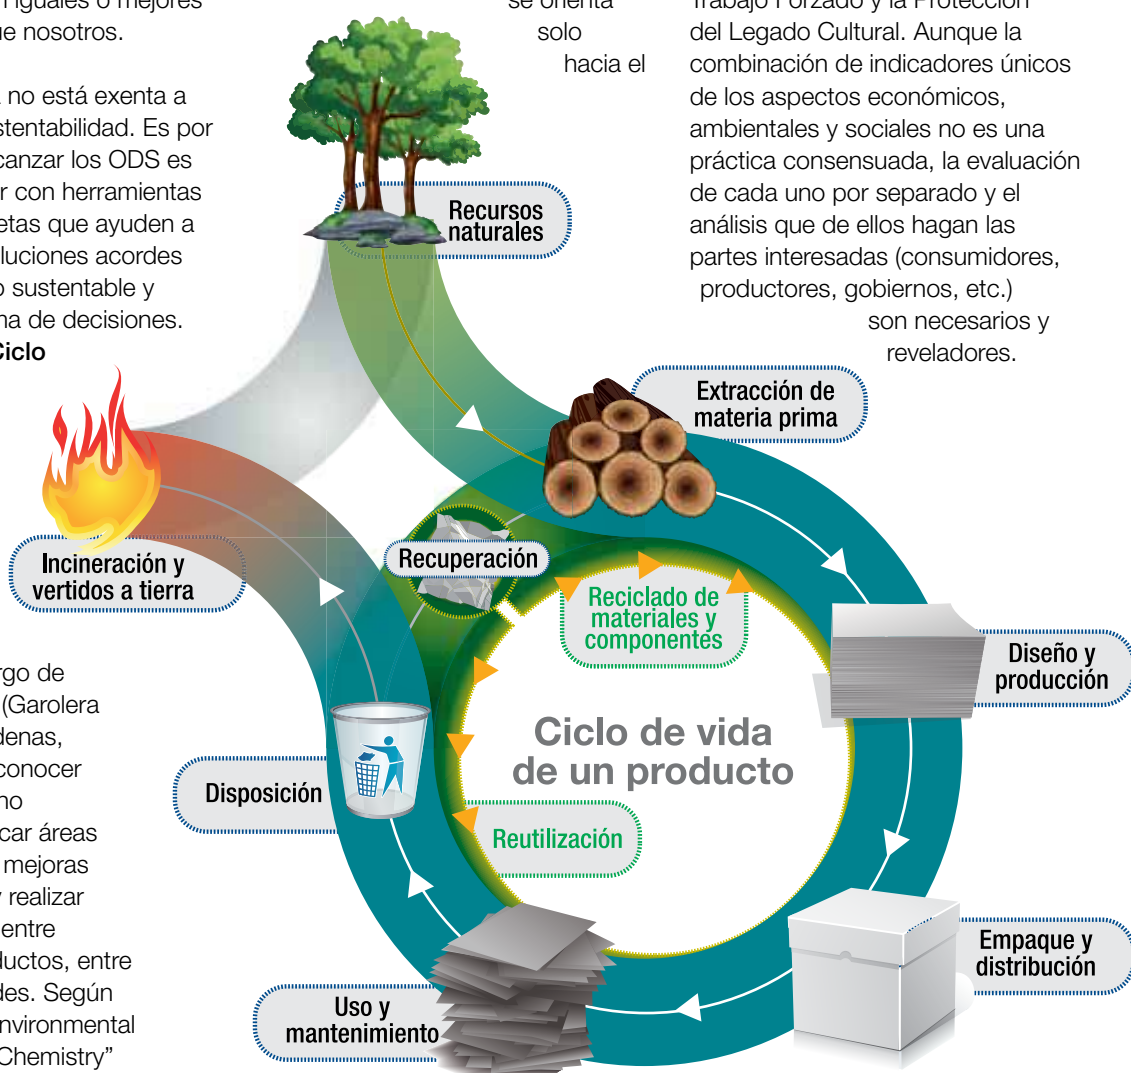 iguales o mejores
ue nosotros.
no está exenta a
stentabilidad. Es por
canzar los ODS es
r con herramientas
etas que ayuden a
luciones acordes
o sustentable y
na de decisiones.
Ciclo
rgo de
(Garolera
denas,
conocer
no
car áreas
mejoras
y realizar
entre
ductos, entre
des. Según
nvironmental
Chemistry”
se orienta
solo
hacia el
Trabajo Forzado y la Protección
del Legado Cultural. Aunque la
combinación de indicadores únicos
de los aspectos económicos,
ambientales y sociales no es una
práctica consensuada, la evaluación
de cada uno por separado y el
análisis que de ellos hagan las
partes interesadas (consumidores,
productores, gobiernos, etc.)
son necesarios y
reveladores.
Recursos
naturales
Extracción de
materia prima
Incineración y
vertidos a tierra
Recuperación
Reciclado de
materiales y
componentes
Diseño y
producción
Ciclo de vida
de un producto
Disposición
Reutilización
Empaque y
distribución
Uso y
mantenimiento